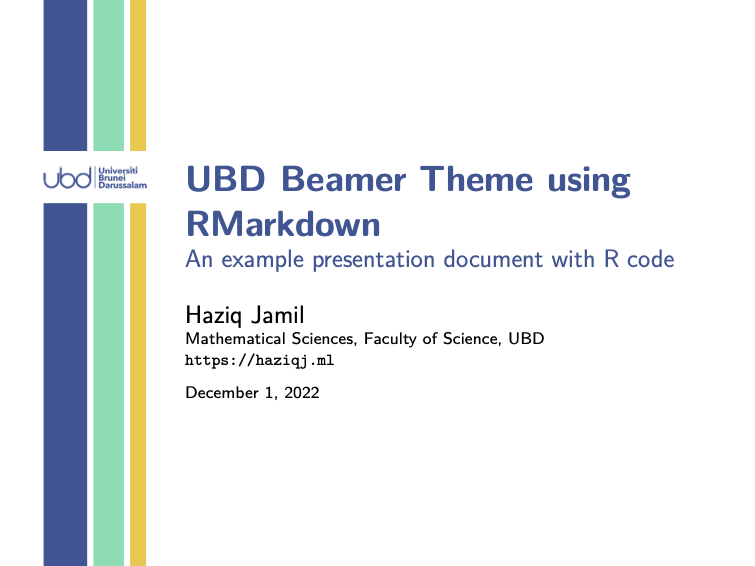 ubd
Universiti
Brunei
Darussalam
UBD Beamer Theme using
RMarkdown
An example presentation document with R code
Haziq Jamil
Mathematical Sciences, Faculty of Science, UBD
https://haziqj.ml
December 1, 2022